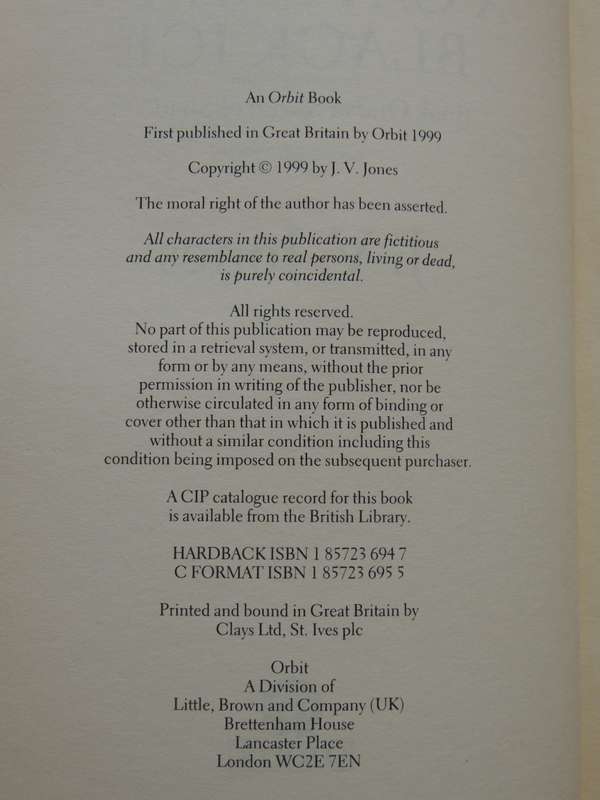 An Orbit Book
First published in Great Britain by Orbit 1999
Copyright © 1999 by J. V. Jones
The moral right of the author has been asserted.
All characters in this publication are fictitious
and any resemblance to real persons, living or dead,
is purely coincidental.
All rights reserved.
No part of this publication may be reproduced,
stored in a retrieval system, or transmitted, in any
form or by any means, without the prior
permission in writing of the publisher, nor be
otherwise circulated in any form of binding or
cover other than that in which it is published and
without a similar condition including this
condition being imposed on the subsequent purchaser.
A CIP catalogue record for this book
is available from the British Library.
HARDBACK ISBN 1 85723 694 7
C FORMAT ISBN 1 85723 695 5
Printed and bound in Great Britain by
Clays Ltd, St. Ives plc
Orbit
A Division of
Little, Brown and Company (UK)
Brettenham House
Lancaster Place
London WC2E 7EN